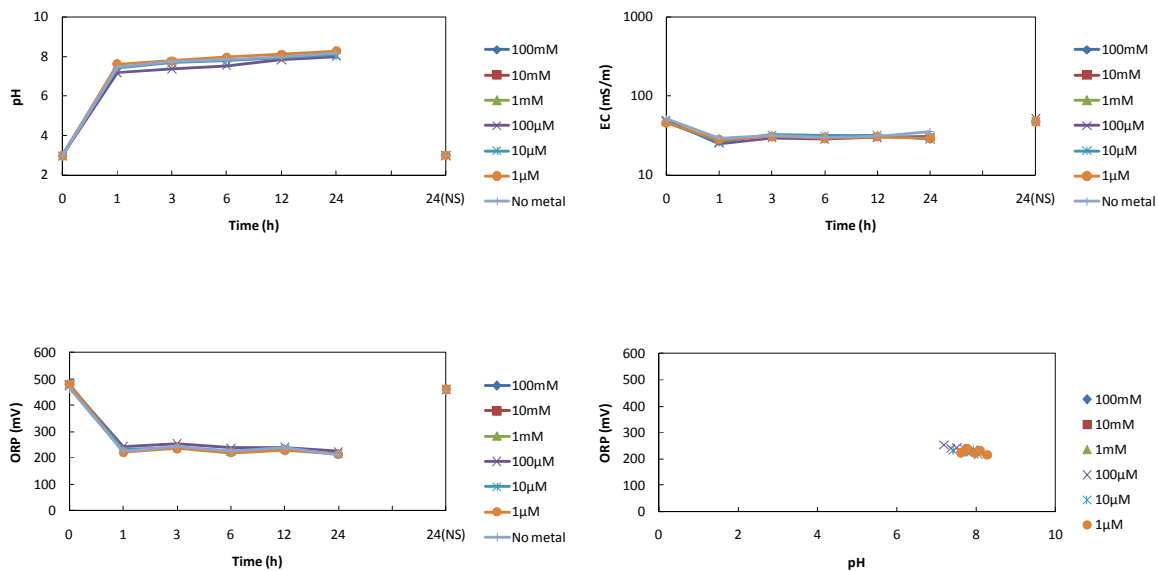 10
8
6
4
2
pH
0 1 3 6 12 24 24(NS)
Time (h)
100mM
10mM
1mM
100µM
10µM
1µM
No metal
1000
100
10
EC (mS/m)
0 1 3 6 12 24 24(NS)
Time (h)
100mM
10mM
1mM
100µM
10µM
1µM
No metal
600
500
400
300
200
100
0
ORP (mV)
0 1 3 6 12 24 24(NS)
Time (h)
100mM
10mM
1mM
100µM
10µM
1µM
No metal
600
500
400
300
200
100
0
ORP (mV)
0 2 4 6 8 10
pH
100mM
10mM
1mM
100µM
10µM
1µM